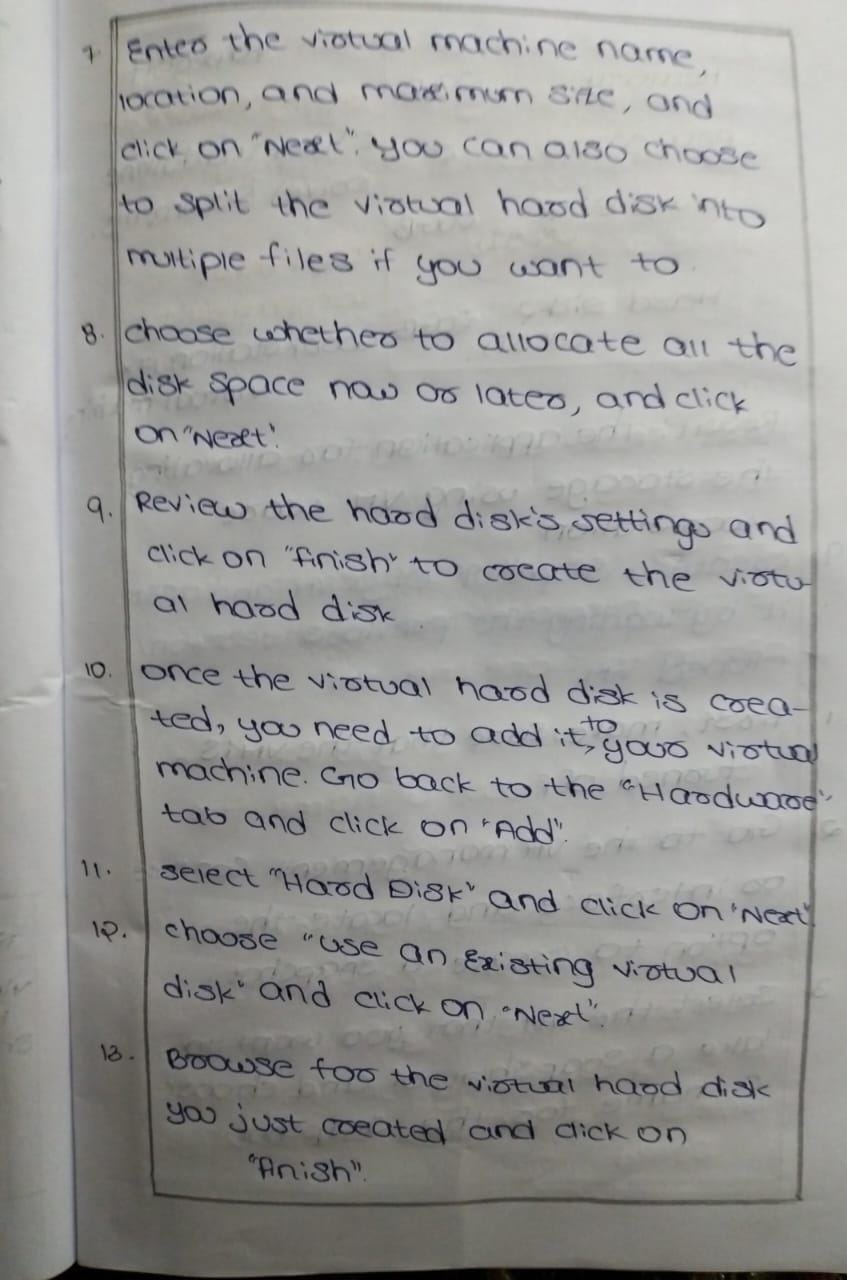 7. Enter the virtual machine name,
location, and maximum size, and
click on "Next". you can also choose
to split the virtual hard disk into
multiple files if you want to
8. choose whether to allocate all the
disk space now or later, and click
on "Next".
9. Review the hard disk's settings and
click on "finish" to create the virtu-
al hard disk
10. once the virtual hard disk is crea-
ted, you need to add it, to your virtual
machine. Go back to the "Hardware"
tab and click on "Add".
11. select "Hard Disk" and click on "Next"
12. choose "use an Existing virtual
disk" and click on "Next".
13. Browse for the virtual hard disk
you just created and click on
"finish".